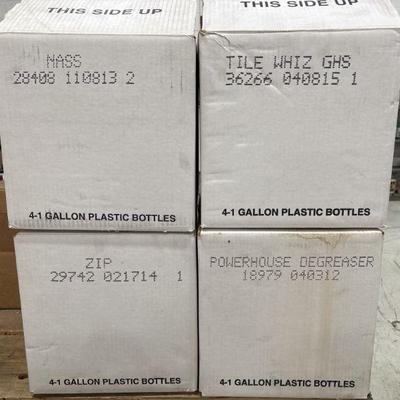 THIS SIDE UP
NASS
28408 110813 2
4-1 GALLON PLASTIC BOTTLES
THIS SIDE UP
TILE WHIZ GHS
36266 040815 1
4-1 GALLON PLASTIC BOTTLES
ZIP
29742 021714 1
4-1 GALLON PLASTIC BOTTLES
POWERHOUSE DEGREASER
18979 040312
4-1 GALLON PLASTIC BOTTLES